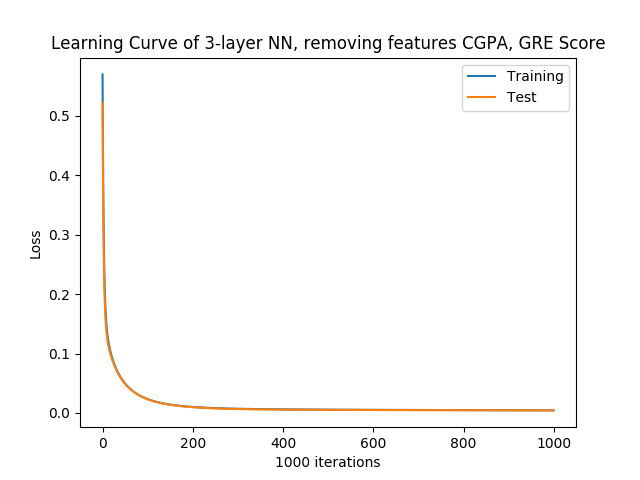 Learning Curve of 3-layer NN, removing features CGPA, GRE Score
Training
Test
0.5
0.4
0.3
0.2
0.1
0.0
Loss
0 200 400 600 800 1000
1000 iterations